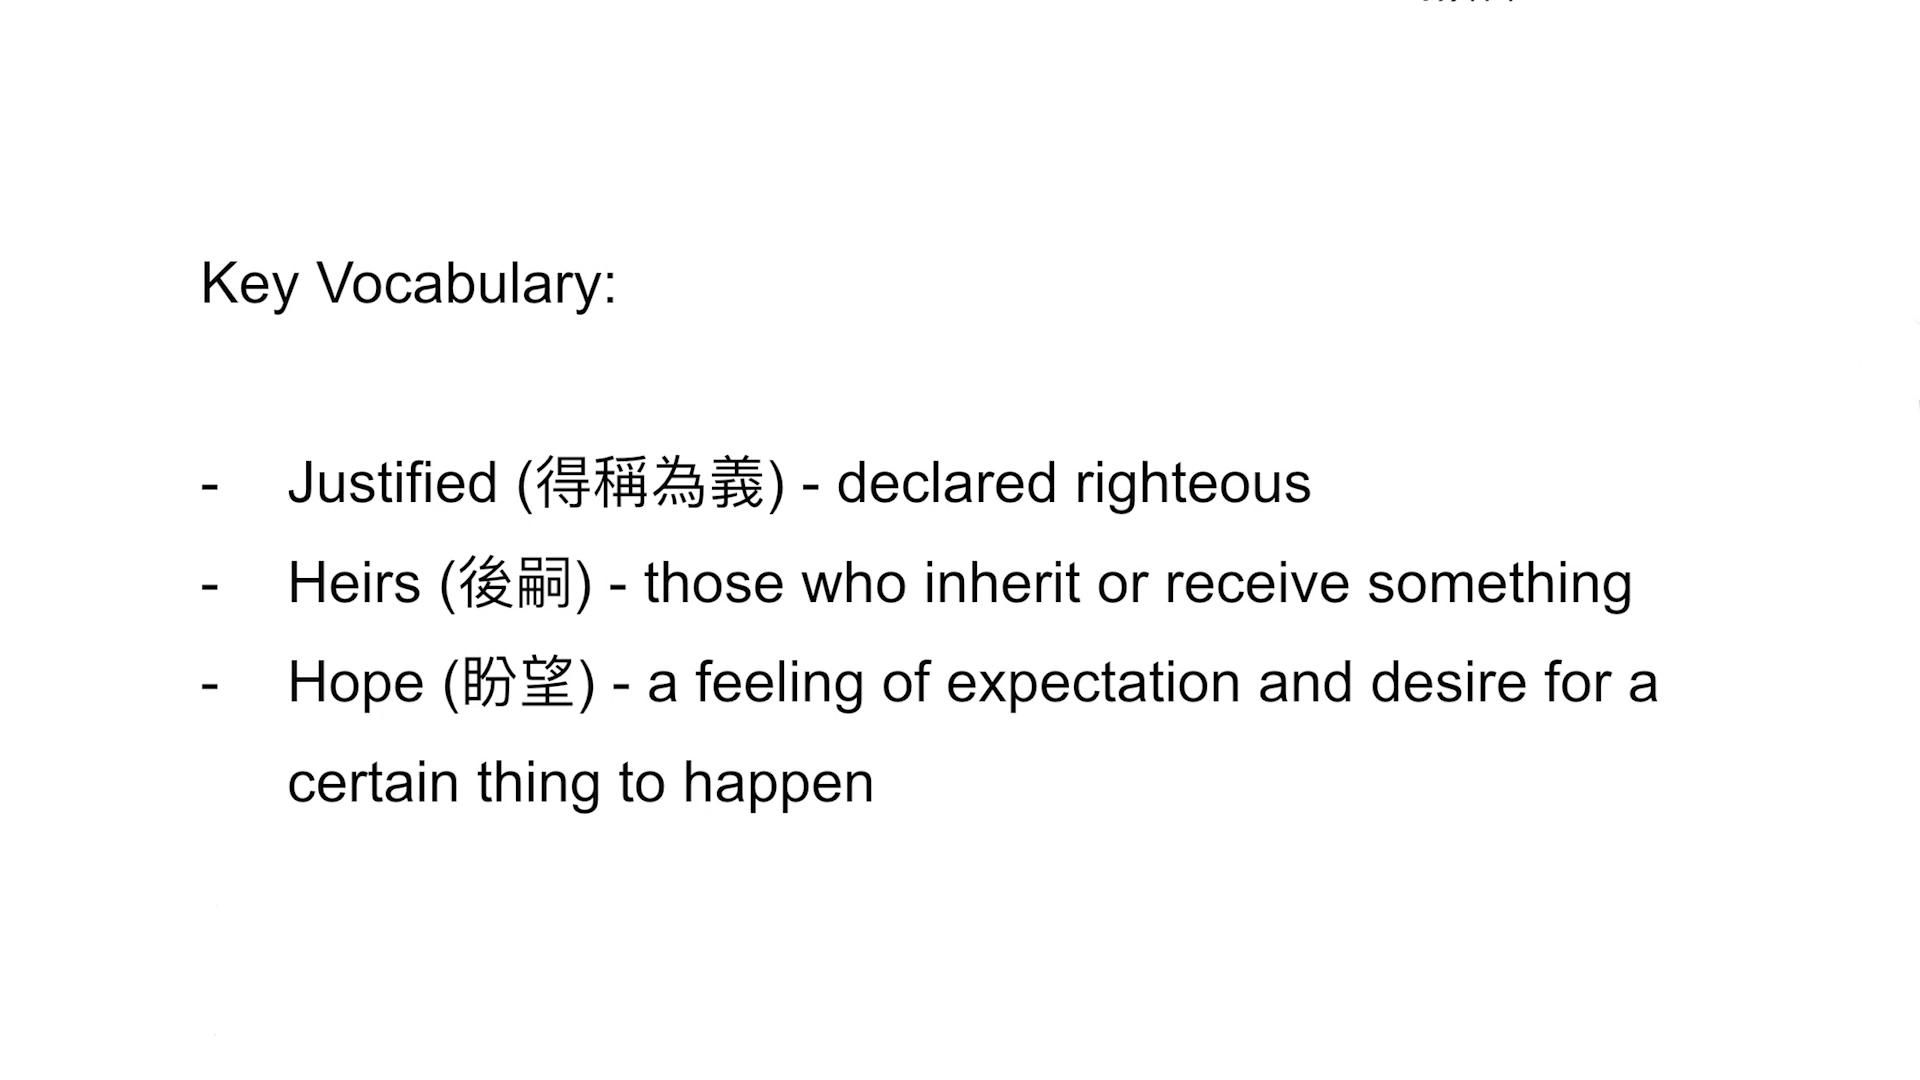 Key Vocabulary:
- Justified (得稱為義) - declared righteous
- Heirs (後嗣) - those who inherit or receive something
- Hope (盼望) - a feeling of expectation and desire for a
certain thing to happen